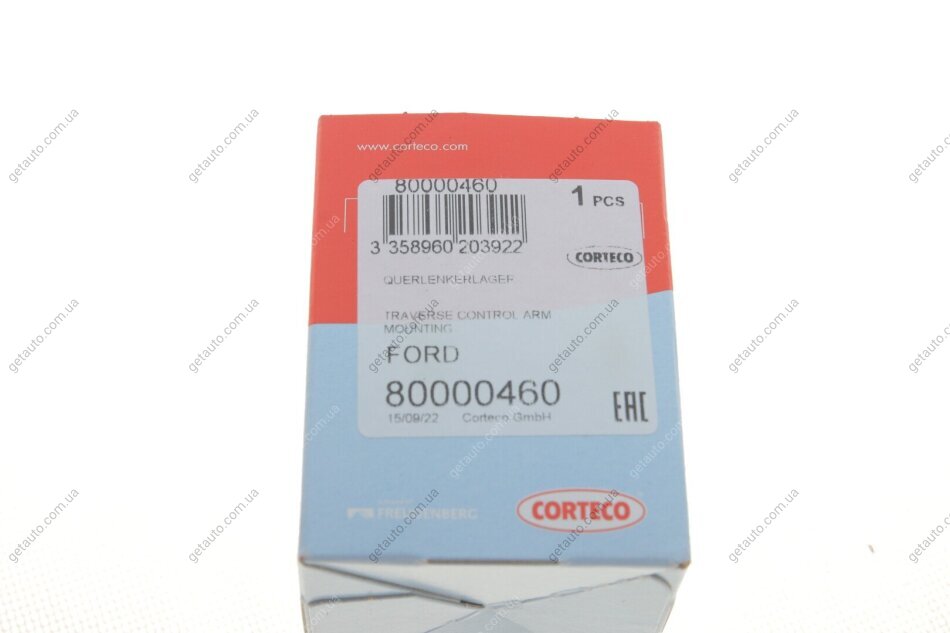 www.corteco.com
80000460
1 PCS
3 358960 203922
CORTECO
QUERLENKERLAGER
TRAVERSE CONTROL ARM
MOUNTING
FORD
80000460
15/09/22 Corteco GmbH
EAC
FREUDENBERG
CORTECO
getauto.com.ua